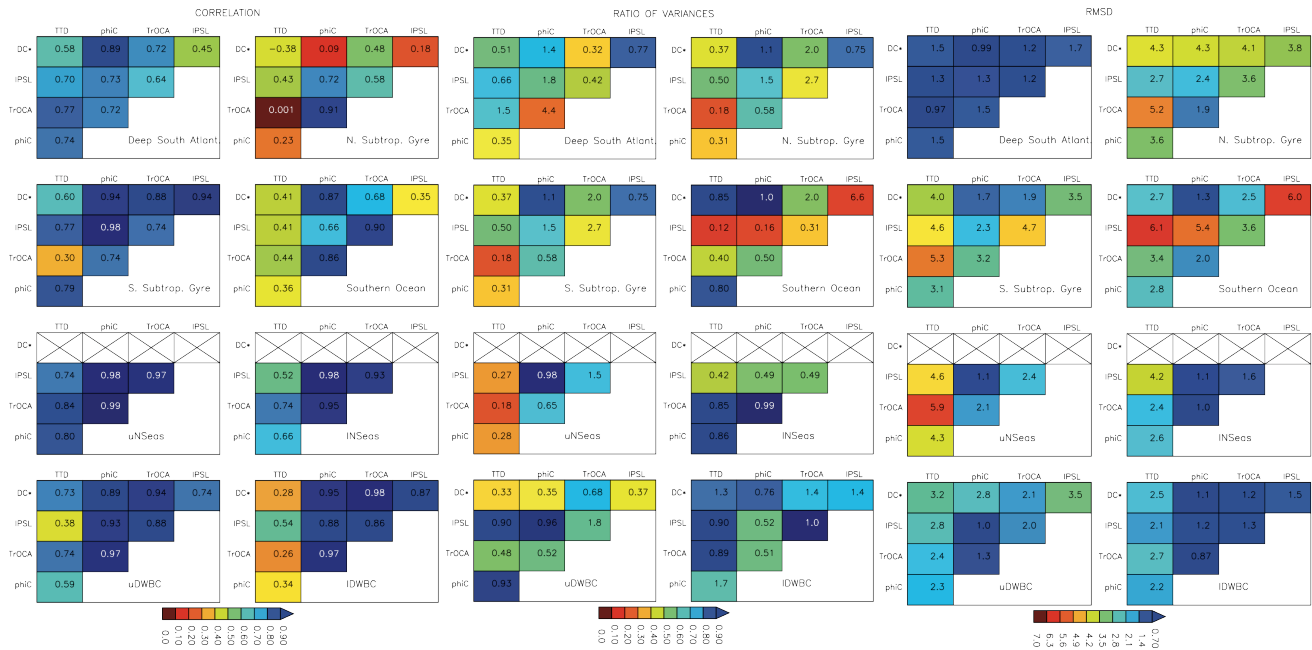 CORRELATION RATIO OF VARIANCES RMSD
TTD phiC TrOCA IPSL TTD phiC TrOCA IPSL TTD phiC TrOCA IPSL TTD phiC TrOCA IPSL TTD phiC TrOCA IPSL TTD phiC TrOCA IPSL
DC* 0.58 0.89 0.72 0.45 DC* -0.38 0.09 0.48 0.18 DC* 0.51 1.4 0.32 0.77 DC* 0.37 1.1 2.0 0.75 DC* 1.5 0.99 1.2 1.7 DC* 4.3 4.3 4.1 3.8
IPSL 0.70 0.73 0.64 IPSL 0.43 0.72 0.58 IPSL 0.66 1.8 0.42 IPSL 0.50 1.5 2.7 IPSL 1.3 1.3 1.2 IPSL 2.7 2.4 3.6
TrOCA 0.77 0.72 TrOCA 0.001 0.91 TrOCA 1.5 4.4 TrOCA 0.18 0.58 TrOCA 0.97 1.5 TrOCA 5.2 1.9
phiC 0.74 Deep South Atlant. phiC 0.23 N. Subtrop. Gyre phiC 0.35 Deep South Atlant. phiC 0.31 N. Subtrop. Gyre phiC 1.5 Deep South Atlant. phiC 3.6 N. Subtrop. Gyre
TTD phiC TrOCA IPSL TTD phiC TrOCA IPSL TTD phiC TrOCA IPSL TTD phiC TrOCA IPSL TTD phiC TrOCA IPSL TTD phiC TrOCA IPSL
DC* 0.60 0.94 0.88 0.94 DC* 0.41 0.87 0.68 0.35 DC* 0.37 1.1 2.0 0.75 DC* 0.85 1.0 2.0 6.6 DC* 4.0 1.7 1.9 3.5 DC* 2.7 1.3 2.5 6.0
IPSL 0.77 0.98 0.74 IPSL 0.41 0.66 0.90 IPSL 0.50 1.5 2.7 IPSL 0.12 0.16 0.31 IPSL 4.6 2.3 4.7 IPSL 6.1 5.4 3.6
TrOCA 0.30 0.74 TrOCA 0.44 0.86 TrOCA 0.18 0.58 TrOCA 0.40 0.50 TrOCA 5.3 3.2 TrOCA 3.4 2.0
phiC 0.79 S. Subtrop. Gyre phiC 0.36 Southern Ocean phiC 0.31 S. Subtrop. Gyre phiC 0.80 Southern Ocean phiC 3.1 S. Subtrop. Gyre phiC 2.8 Southern Ocean
TTD phiC TrOCA IPSL TTD phiC TrOCA IPSL TTD phiC TrOCA IPSL TTD phiC TrOCA IPSL TTD phiC TrOCA IPSL TTD phiC TrOCA IPSL
DC* DC* DC* DC* DC* DC*
IPSL 0.74 0.98 0.97 IPSL 0.52 0.98 0.93 IPSL 0.27 0.98 1.5 IPSL 0.42 0.49 0.49 IPSL 4.6 1.1 2.4 IPSL 4.2 1.1 1.6
TrOCA 0.84 0.99 TrOCA 0.74 0.95 TrOCA 0.18 0.65 TrOCA 0.85 0.99 TrOCA 5.9 2.1 TrOCA 2.4 1.0
phiC 0.80 uNSeas phiC 0.66 lNSeas phiC 0.28 uNSeas phiC 0.86 lNSeas phiC 4.3 uNSeas phiC 2.6 lNSeas
TTD phiC TrOCA IPSL TTD phiC TrOCA IPSL TTD phiC TrOCA IPSL TTD phiC TrOCA IPSL TTD phiC TrOCA IPSL TTD phiC TrOCA IPSL
DC* 0.73 0.89 0.94 0.74 DC* 0.28 0.95 0.98 0.87 DC* 0.33 0.35 0.68 0.37 DC* 1.3 0.76 1.4 1.4 DC* 3.2 2.8 2.1 3.5 DC* 2.5 1.1 1.2 1.5
IPSL 0.38 0.93 0.88 IPSL 0.54 0.88 0.86 IPSL 0.90 0.96 1.8 IPSL 0.90 0.52 1.0 IPSL 2.8 1.0 2.0 IPSL 2.1 1.2 1.3
TrOCA 0.74 0.97 TrOCA 0.26 0.97 TrOCA 0.48 0.52 TrOCA 0.89 0.51 TrOCA 2.4 1.3 TrOCA 2.7 0.87
phiC 0.59 uDWBC phiC 0.34 lDWBC phiC 0.93 uDWBC phiC 1.7 lDWBC phiC 2.3 uDWBC phiC 2.2 lDWBC
0.0 0.10 0.20 0.30 0.40 0.50 0.60 0.70 0.80 0.90 0.0 0.10 0.20 0.30 0.40 0.50 0.60 0.70 0.80 0.90 7.0 6.3 5.6 4.9 4.2 3.5 2.8 2.1 1.4 0.70